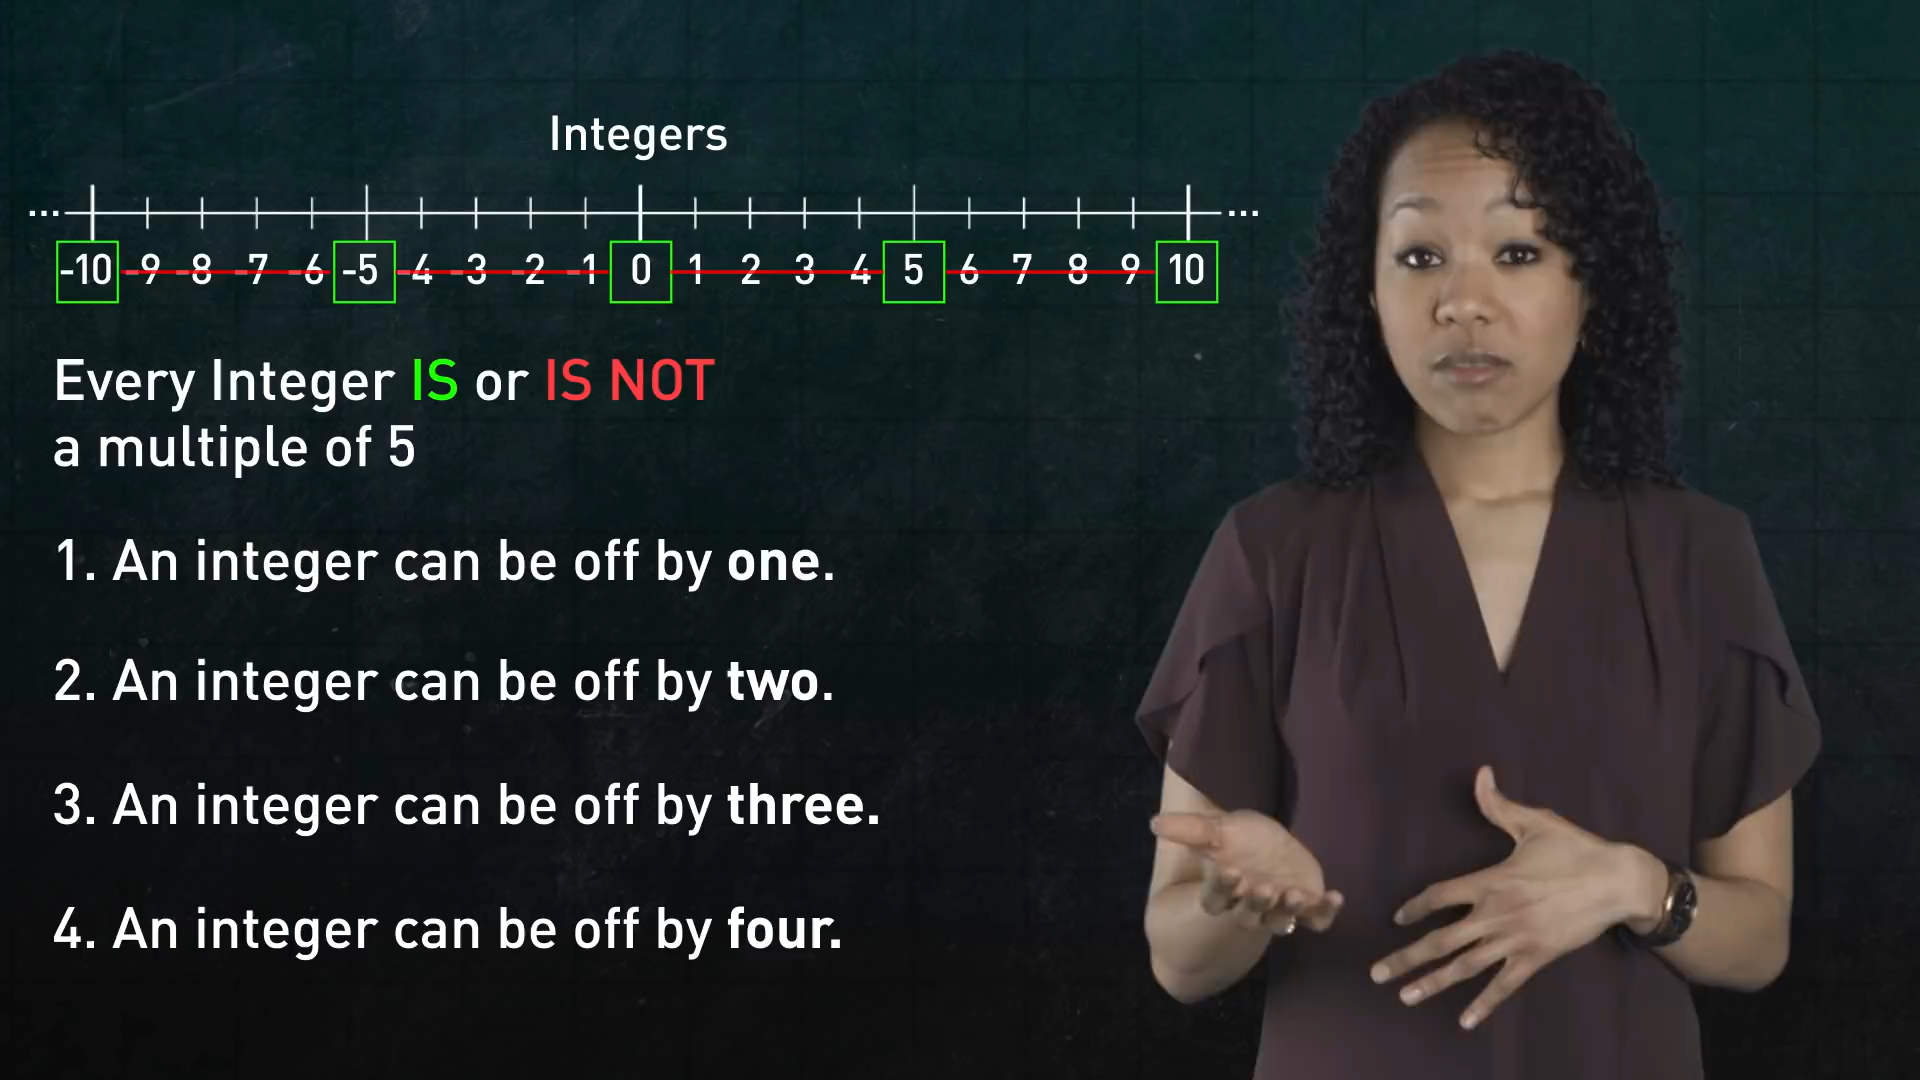 Integers
... ...
-10 -9 -8 -7 -6 -5 -4 -3 -2 -1 0 1 2 3 4 5 6 7 8 9 10
Every Integer IS or IS NOT
a multiple of 5
1. An integer can be off by one.
2. An integer can be off by two.
3. An integer can be off by three.
4. An integer can be off by four.